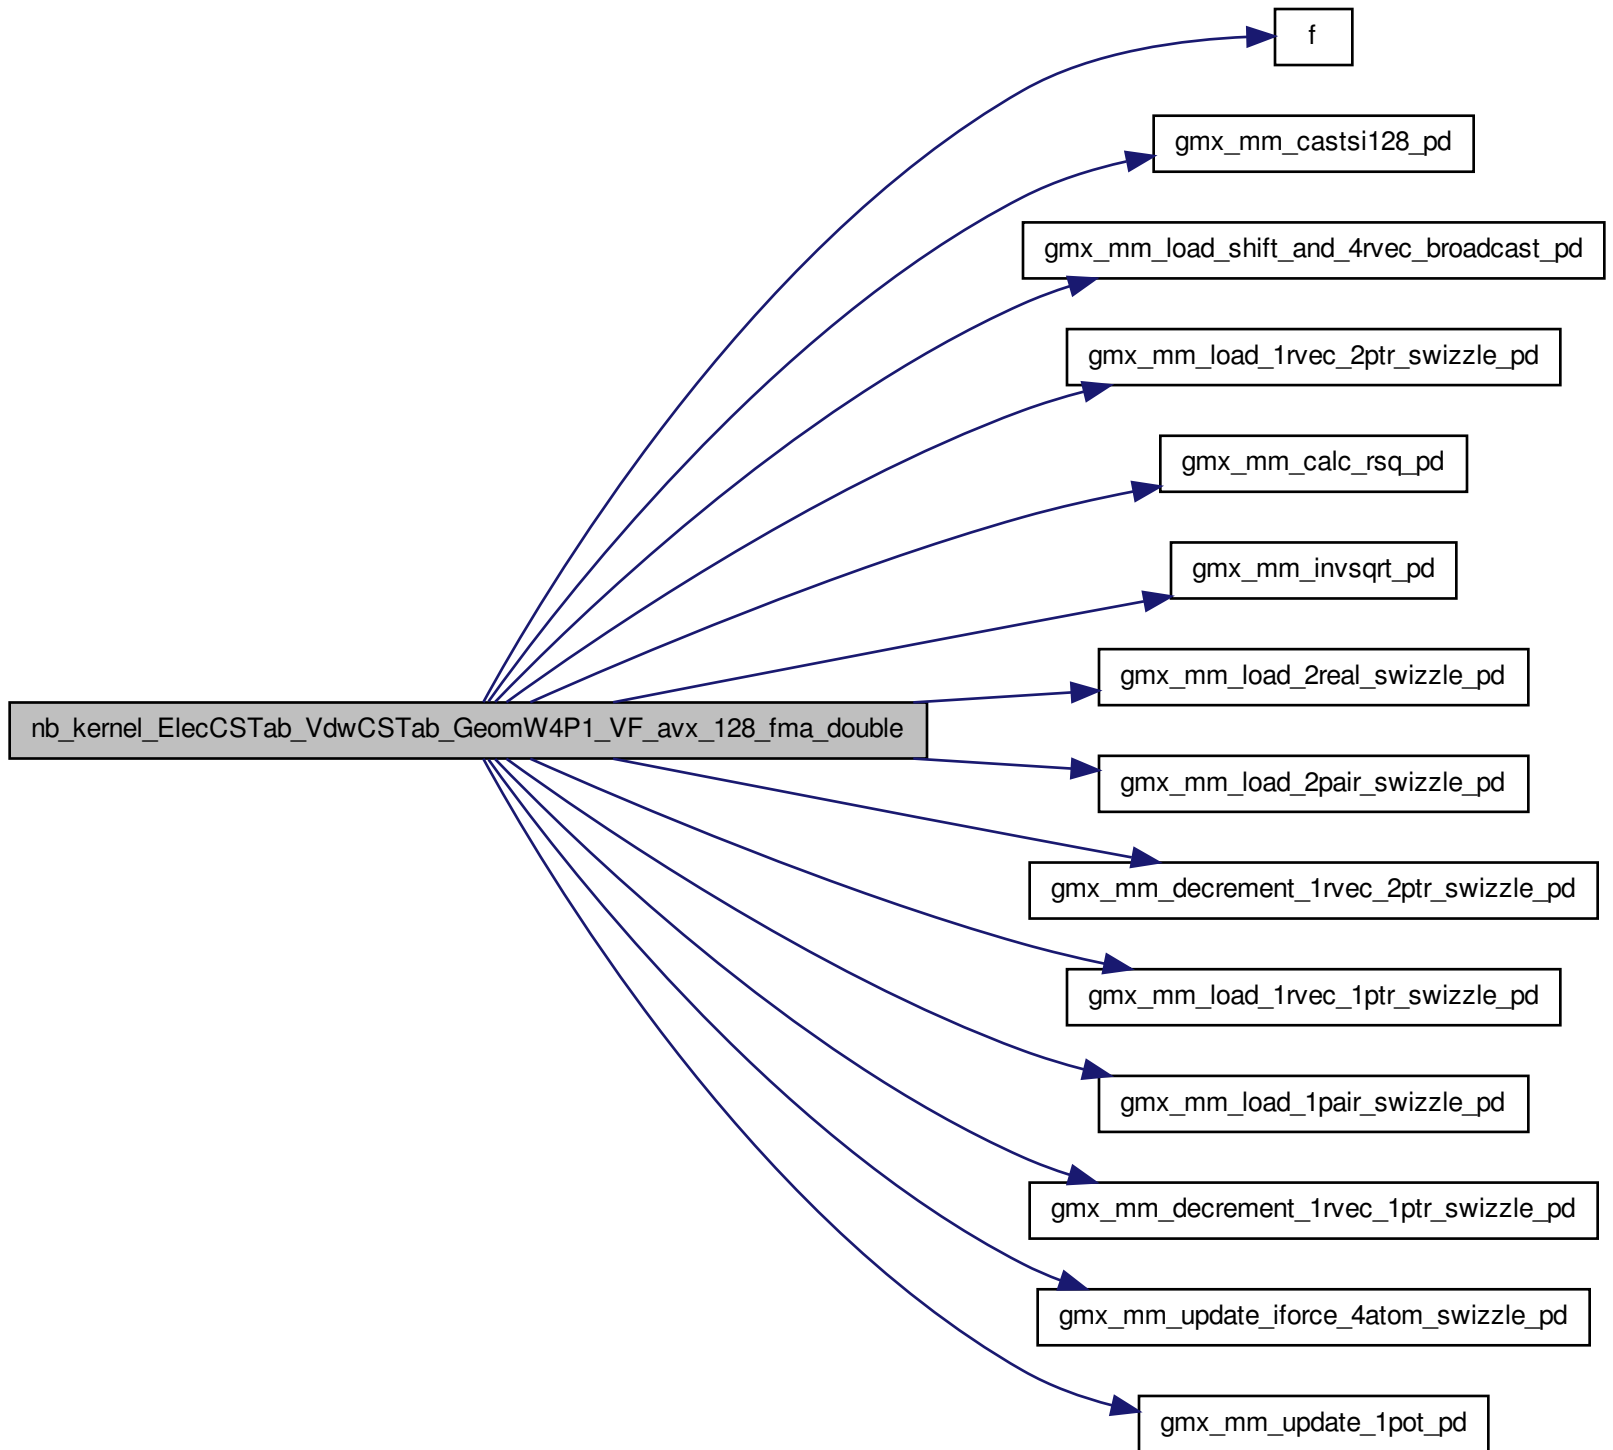 f
gmx_mm_castsi128_pd
gmx_mm_load_shift_and_4rvec_broadcast_pd
gmx_mm_load_1rvec_2ptr_swizzle_pd
gmx_mm_calc_rsq_pd
gmx_mm_invsqrt_pd
gmx_mm_load_2real_swizzle_pd
nb_kernel_ElecCSTab_VdwCSTab_GeomW4P1_VF_avx_128_fma_double
gmx_mm_load_2pair_swizzle_pd
gmx_mm_decrement_1rvec_2ptr_swizzle_pd
gmx_mm_load_1rvec_1ptr_swizzle_pd
gmx_mm_load_1pair_swizzle_pd
gmx_mm_decrement_1rvec_1ptr_swizzle_pd
gmx_mm_update_iforce_4atom_swizzle_pd
gmx_mm_update_1pot_pd